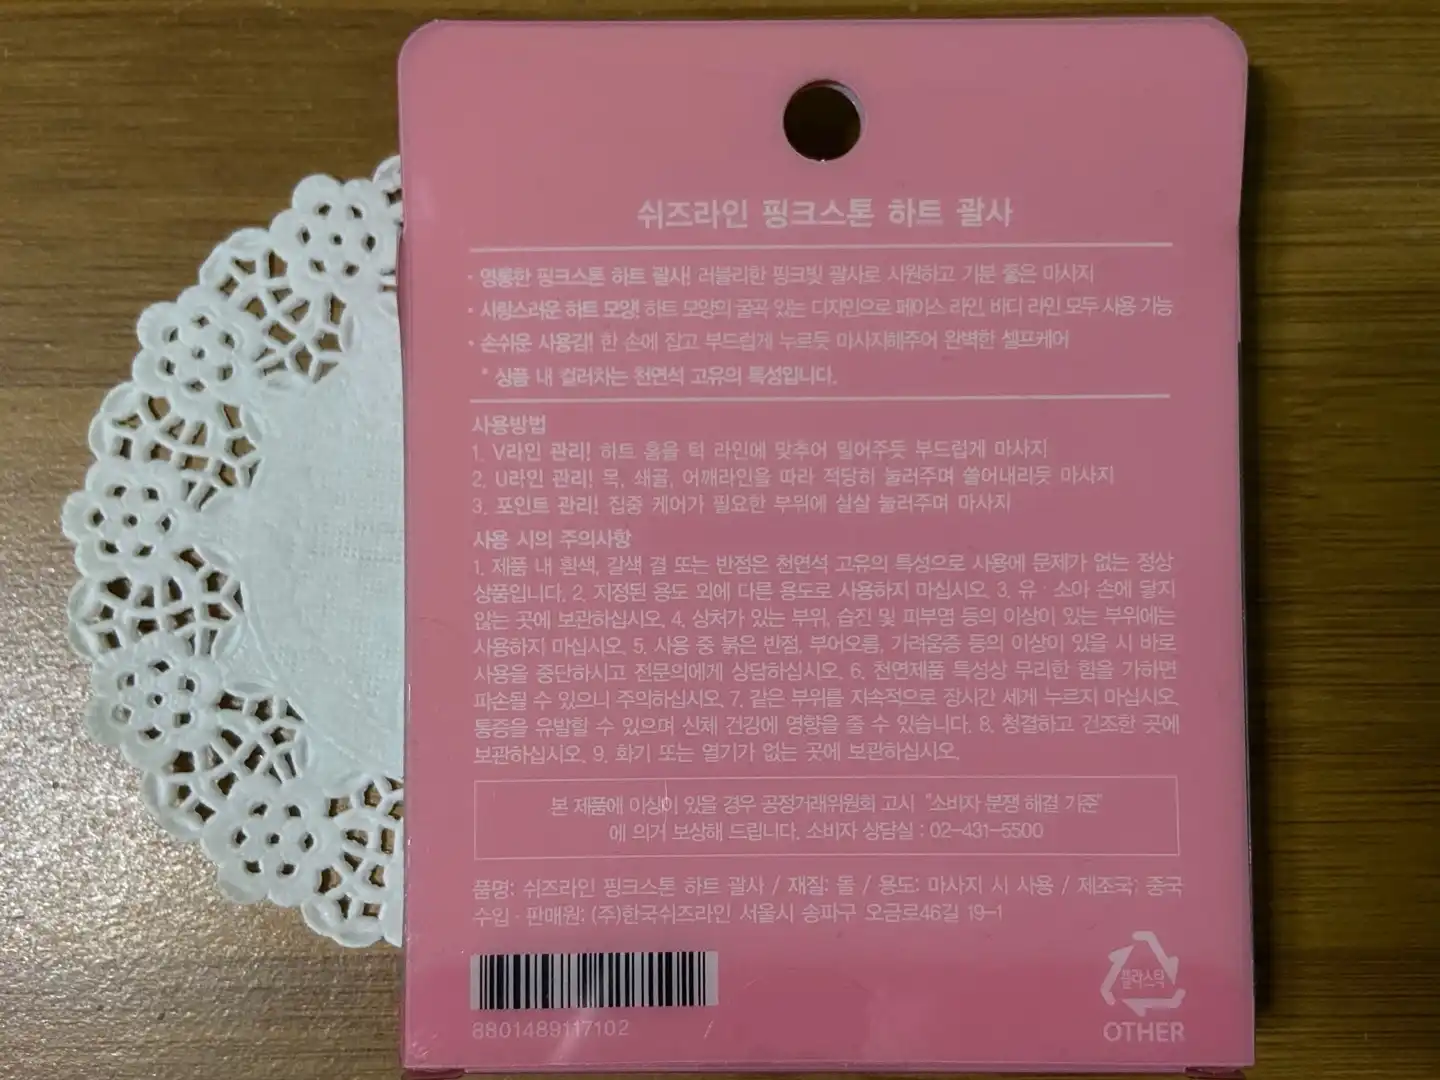 쉬즈라인 핑크스톤 하트 괄사
· 영롱한 핑크스톤 하트 괄사! 러블리한 핑크빛 괄사로 시원하고 기분 좋은 마사지
· 사랑스러운 하트 모양! 하트 모양의 굴곡 있는 디자인으로 페이스 라인, 바디 라인 모두 사용 가능
· 손쉬운 사용감! 한 손에 잡고 부드럽게 누르듯 마사지해주어 완벽한 셀프케어
* 상품 내 컬러차는 천연석 고유의 특성입니다.
사용방법
1. V라인 관리! 하트 홈을 턱 라인에 맞추어 밀어주듯 부드럽게 마사지
2. U라인 관리! 목, 쇄골, 어깨라인을 따라 적당히 눌러주며 쓸어내리듯 마사지
3. 포인트 관리! 집중 케어가 필요한 부위에 살살 눌러주며 마사지
사용 시의 주의사항
1. 제품 내 흰색, 갈색 결 또는 반점은 천연석 고유의 특성으로 사용에 문제가 없는 정상
상품입니다. 2. 지정된 용도 외에 다른 용도로 사용하지 마십시오. 3. 유·소아 손에 닿지
않는 곳에 보관하십시오. 4. 상처가 있는 부위, 습진 및 피부염 등의 이상이 있는 부위에는
사용하지 마십시오. 5. 사용 중 붉은 반점, 부어오름, 가려움증 등의 이상이 있을 시 바로
사용을 중단하시고 전문의에게 상담하십시오. 6. 천연제품 특성상 무리한 힘을 가하면
파손될 수 있으니 주의하십시오. 7. 같은 부위를 지속적으로 장시간 세게 누르지 마십시오.
통증을 유발할 수 있으며 신체 건강에 영향을 줄 수 있습니다. 8. 청결하고 건조한 곳에
보관하십시오. 9. 화기 또는 열기가 없는 곳에 보관하십시오.
본 제품에 이상이 있을 경우 공정거래위원회 고시 "소비자 분쟁 해결 기준"
에 의거 보상해 드립니다. 소비자 상담실 : 02-431-5500
품명: 쉬즈라인 핑크스톤 하트 괄사 / 재질: 돌 / 용도: 마사지 시 사용 / 제조국: 중국
수입·판매원: (주)한국쉬즈라인 서울시 송파구 오금로46길 19-1
8801489117102
플라스틱
OTHER